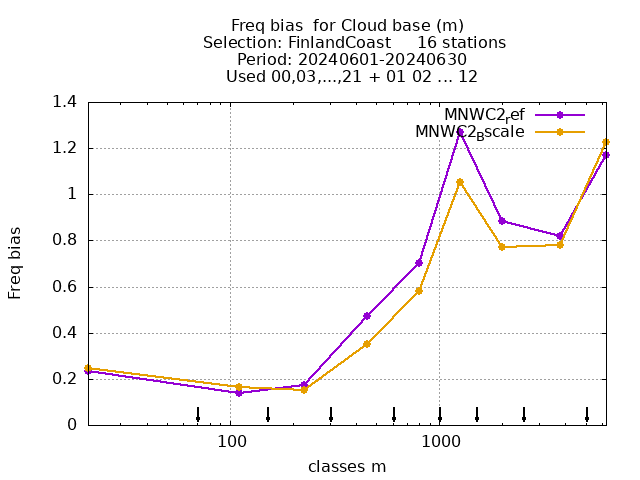 Freq bias  for Cloud base (m)
Selection: FinlandCoast     16 stations
Period: 20240601-20240630
Used 00,03,...,21 + 01 02 ... 12
MNWC2ref
MNWC2Bscale
1.4
1.2
1
0.8
0.6
0.4
0.2
0
Freq bias
100
1000
classes m